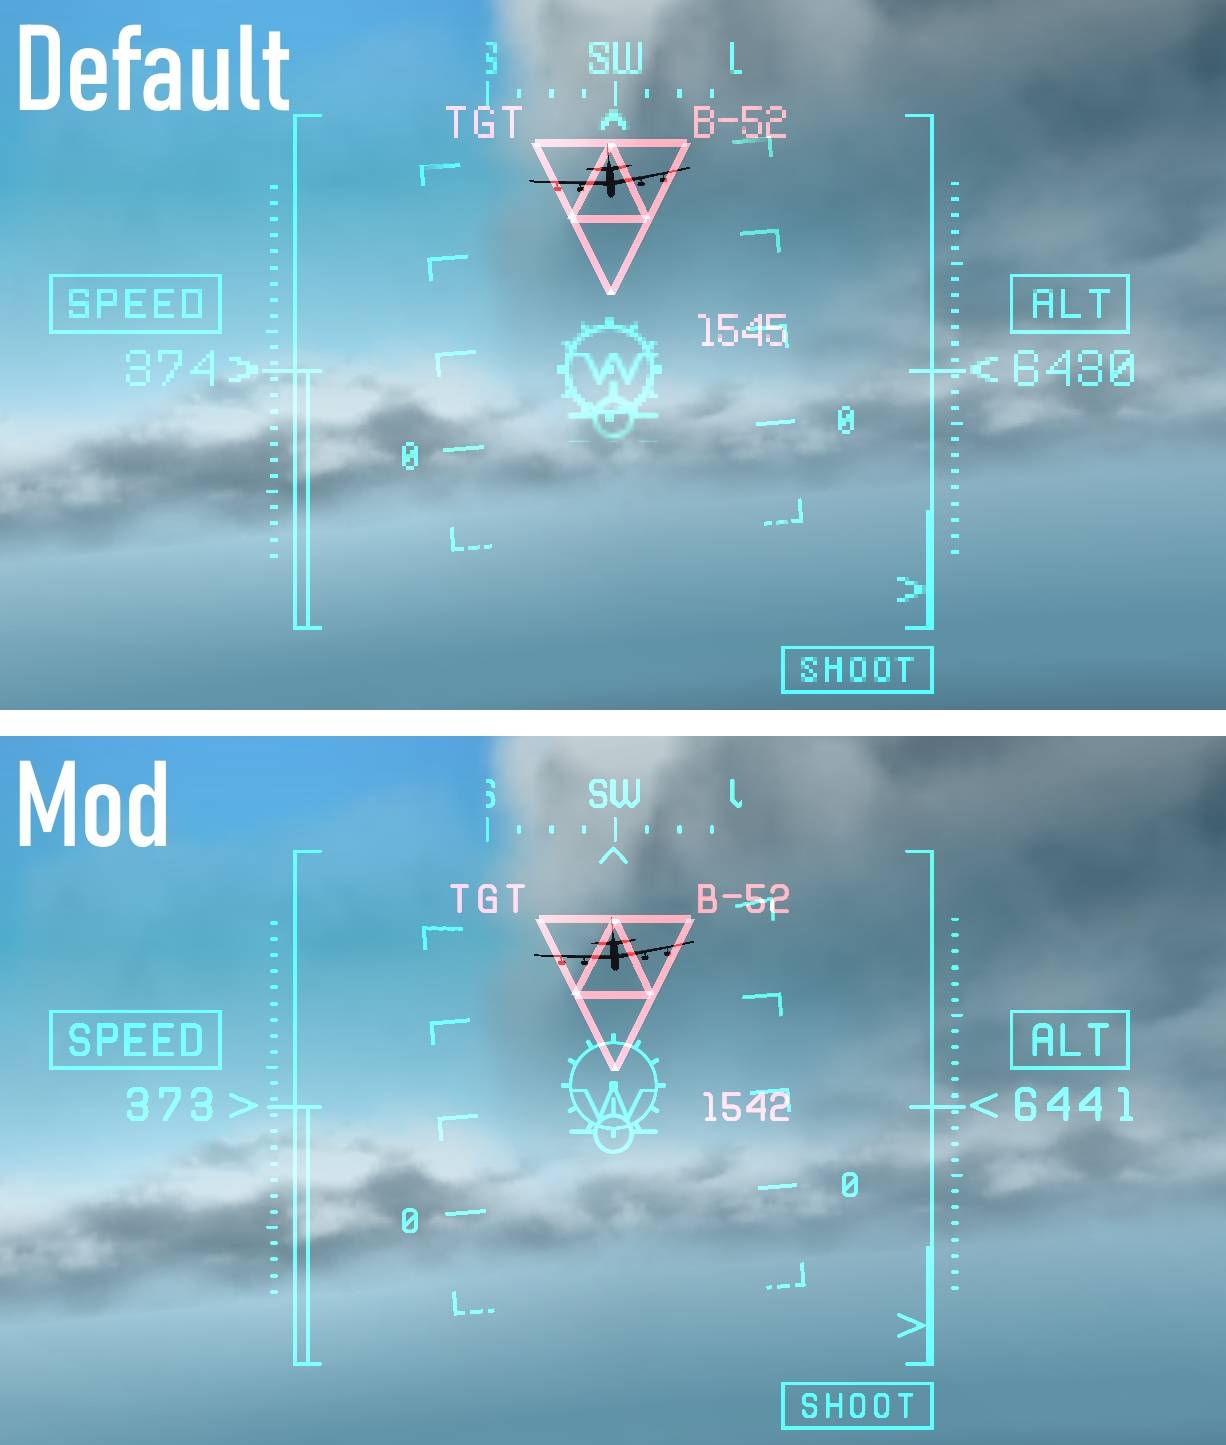 Default
S SW
TGT B-52
SPEED ALT
1545
374 > < 6430
0 0
>
SHOOT
Mod
S SW
TGT B-52
SPEED ALT
373 > < 6441
1542
0 0
>
SHOOT